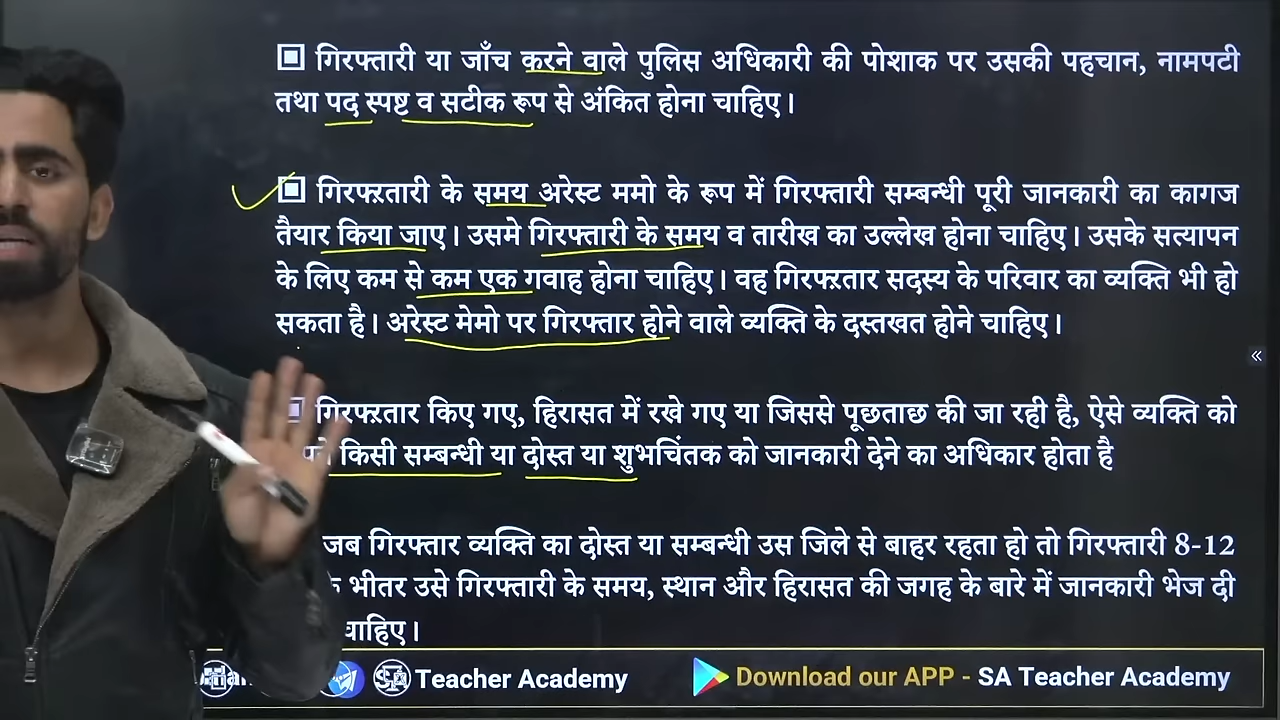 गिरफ्तारी या जाँच करने वाले पुलिस अधिकारी की पोशाक पर उसकी पहचान, नामपटी
तथा पद स्पष्ट व सटीक रूप से अंकित होना चाहिए।
गिरफ्ऱतारी के समय अरेस्ट ममो के रूप में गिरफ्तारी सम्बन्धी पूरी जानकारी का कागज
तैयार किया जाए। उसमे गिरफ्तारी के समय व तारीख का उल्लेख होना चाहिए। उसके सत्यापन
के लिए कम से कम एक गवाह होना चाहिए। वह गिरफ्ऱतार सदस्य के परिवार का व्यक्ति भी हो
सकता है। अरेस्ट मेमो पर गिरफ्तार होने वाले व्यक्ति के दस्तखत होने चाहिए।
गिरफ्ऱतार किए गए, हिरासत में रखे गए या जिससे पूछताछ की जा रही है, ऐसे व्यक्ति को
किसी सम्बन्धी या दोस्त या शुभचिंतक को जानकारी देने का अधिकार होता है
जब गिरफ्तार व्यक्ति का दोस्त या सम्बन्धी उस जिले से बाहर रहता हो तो गिरफ्तारी 8-12
भीतर उसे गिरफ्तारी के समय, स्थान और हिरासत की जगह के बारे में जानकारी भेज दी
चाहिए।
Teacher Academy
Download our APP - SA Teacher Academy